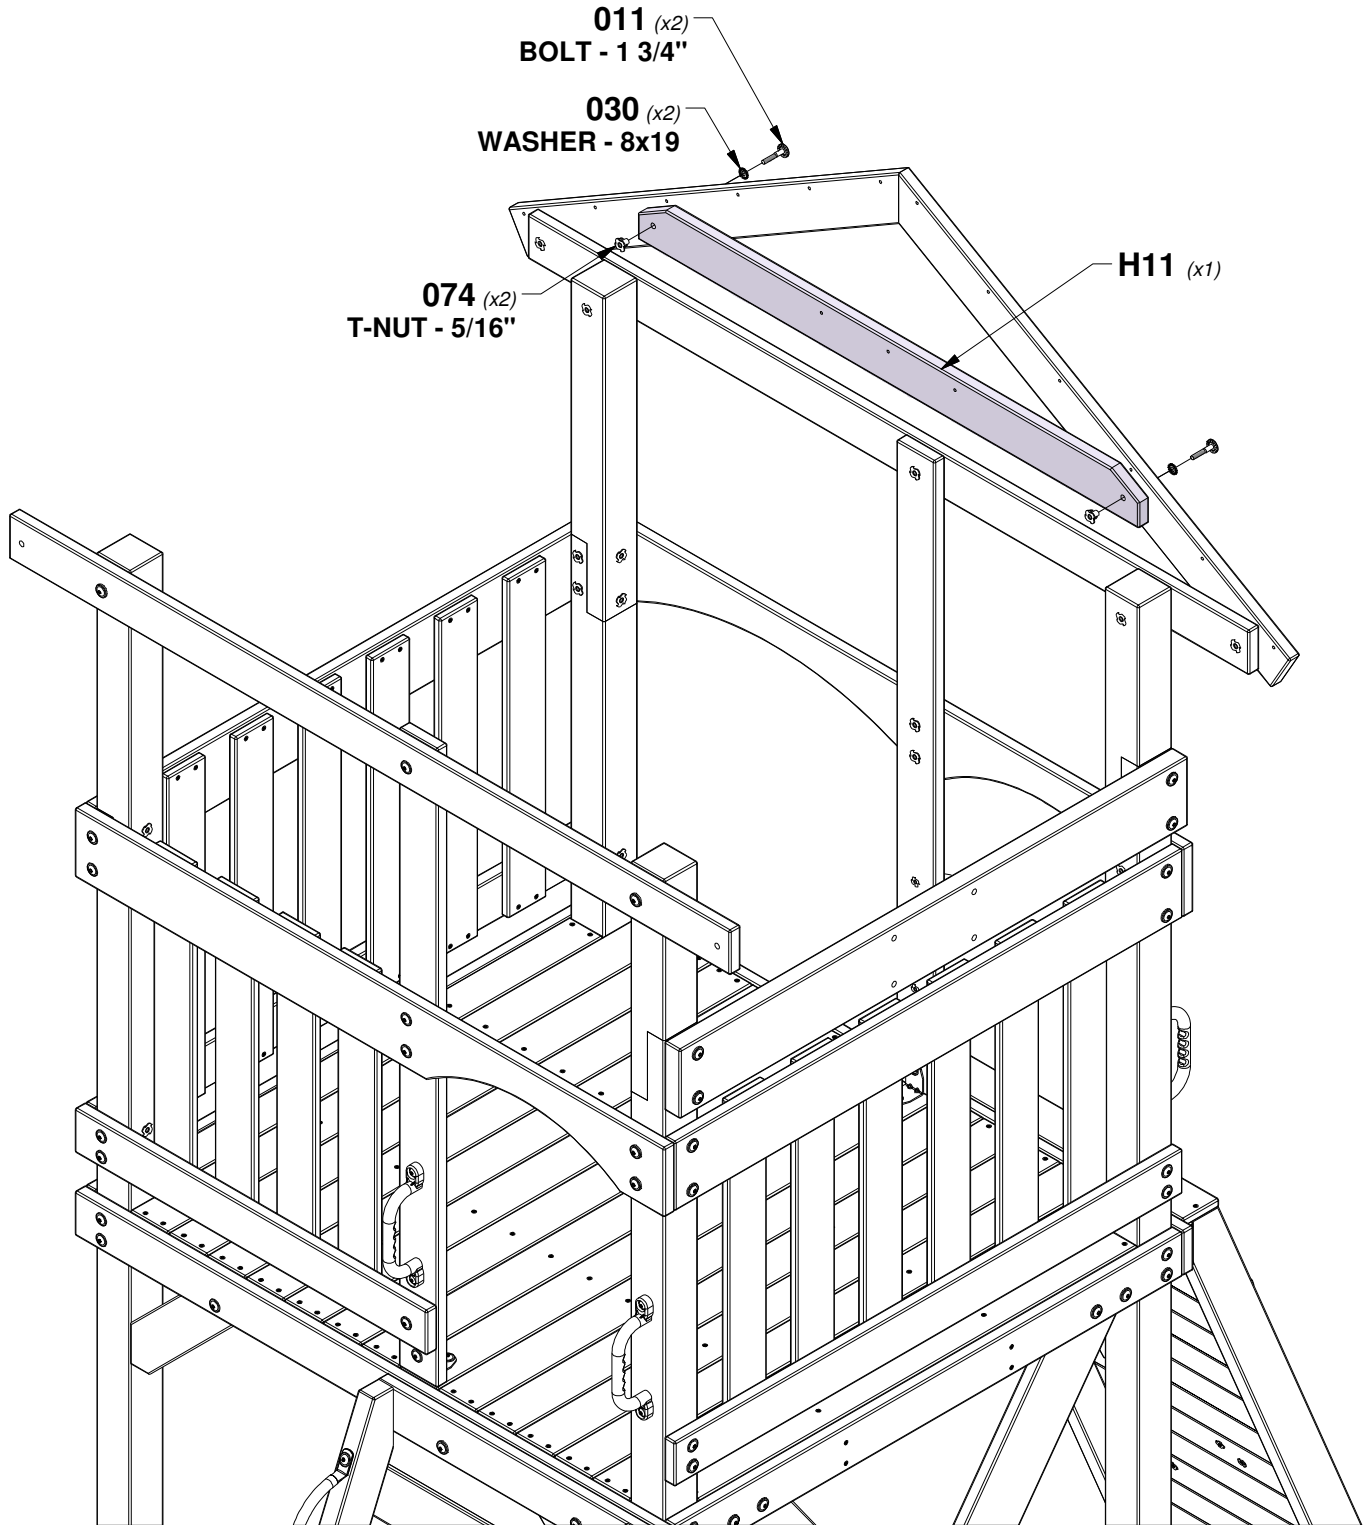 011 (x2)
BOLT - 1 3/4"
030 (x2)
WASHER - 8x19
H11 (x1)
074 (x2)
T-NUT - 5/16"